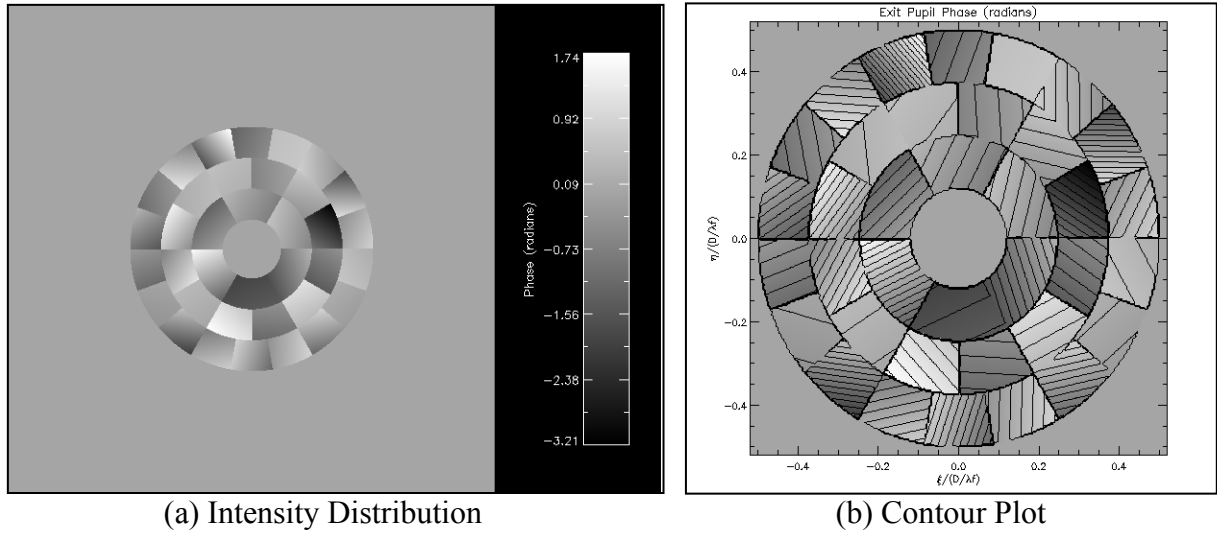 1.74
0.92
0.09
-0.73
-1.56
-2.38
-3.21
Phase (radians)
Exit Pupil Phase (radians)
0.4
0.2
0.0
-0.2
-0.4
η/(D/λf)
-0.4 -0.2 0.0 0.2 0.4
ξ/(D/λf)
(a) Intensity Distribution
(b) Contour Plot